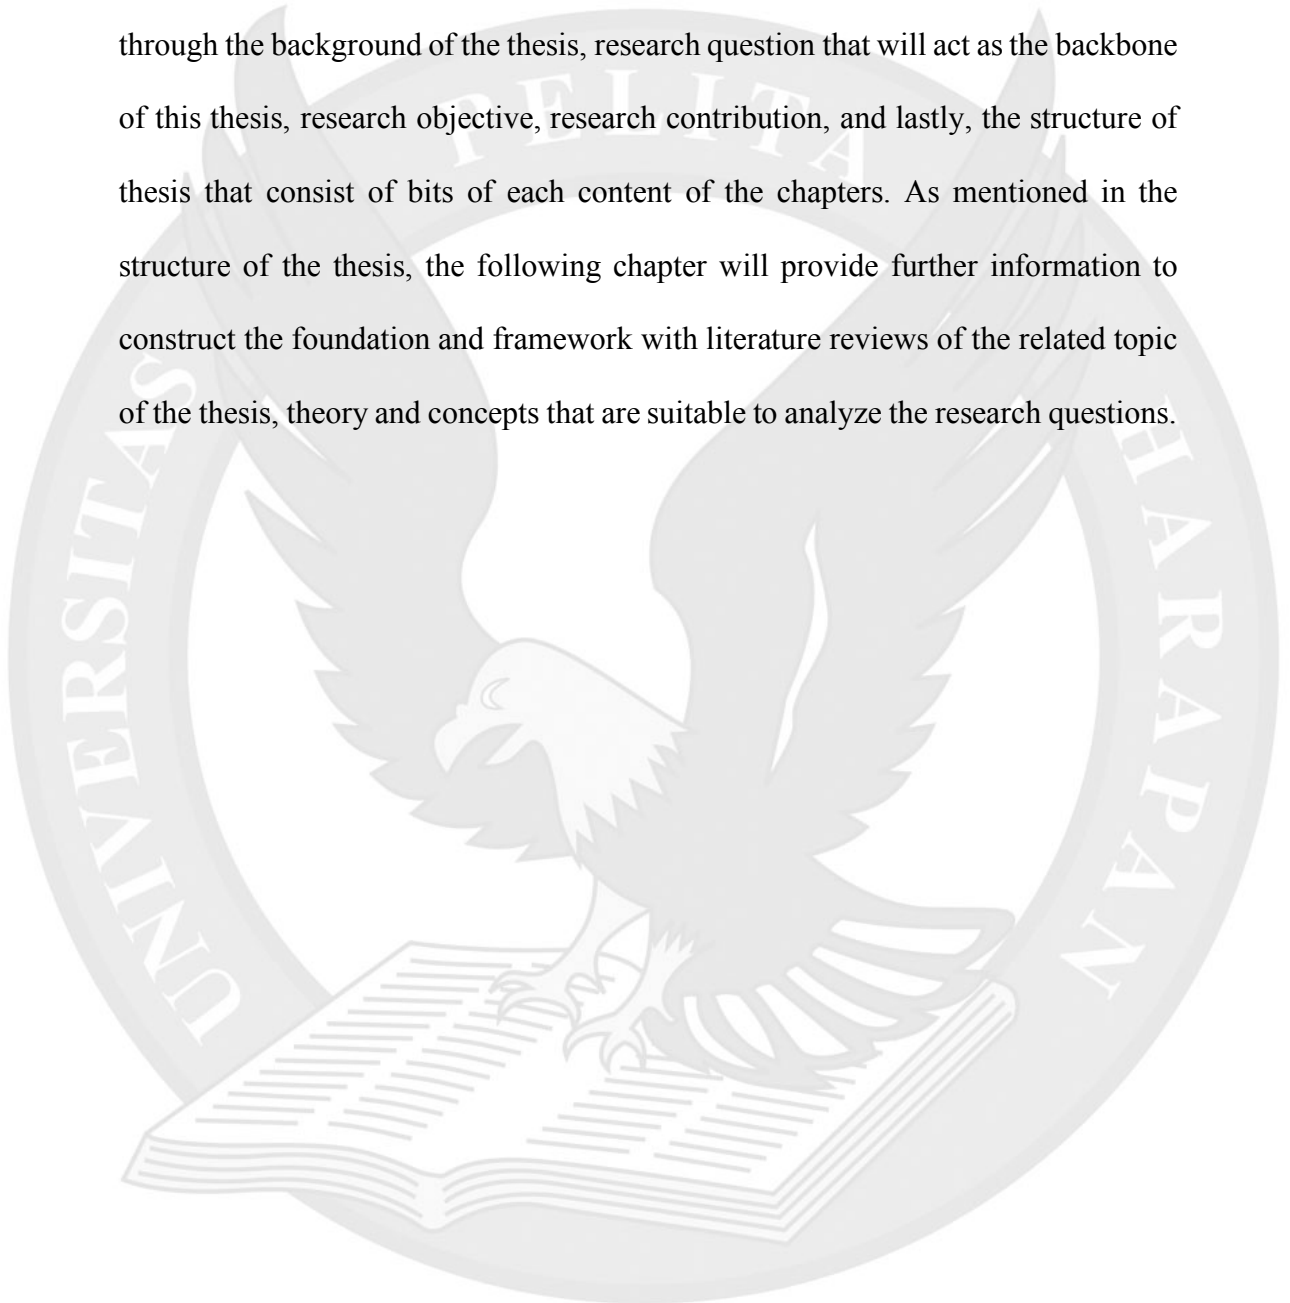 through the background of the thesis, research question that will act as the backbone
of this thesis, research objective, research contribution, and lastly, the structure of
thesis that consist of bits of each content of the chapters. As mentioned in the
structure of the thesis, the following chapter will provide further information to
construct the foundation and framework with literature reviews of the related topic
of the thesis, theory and concepts that are suitable to analyze the research questions.
UNIVERSITAS PELITA HARAPAN